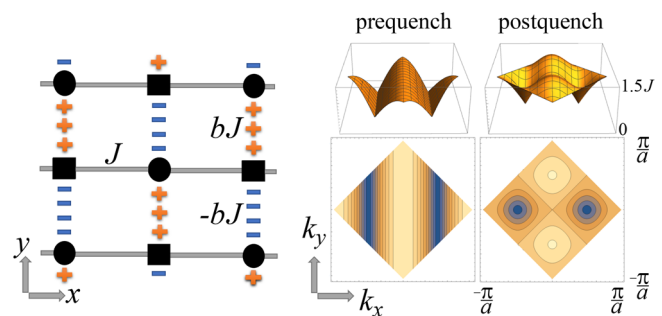 prequench postquench
J
bJ
-bJ
y
x
1.5J
0
π/a
k_y
k_x
-π/a
-π/a
π/a